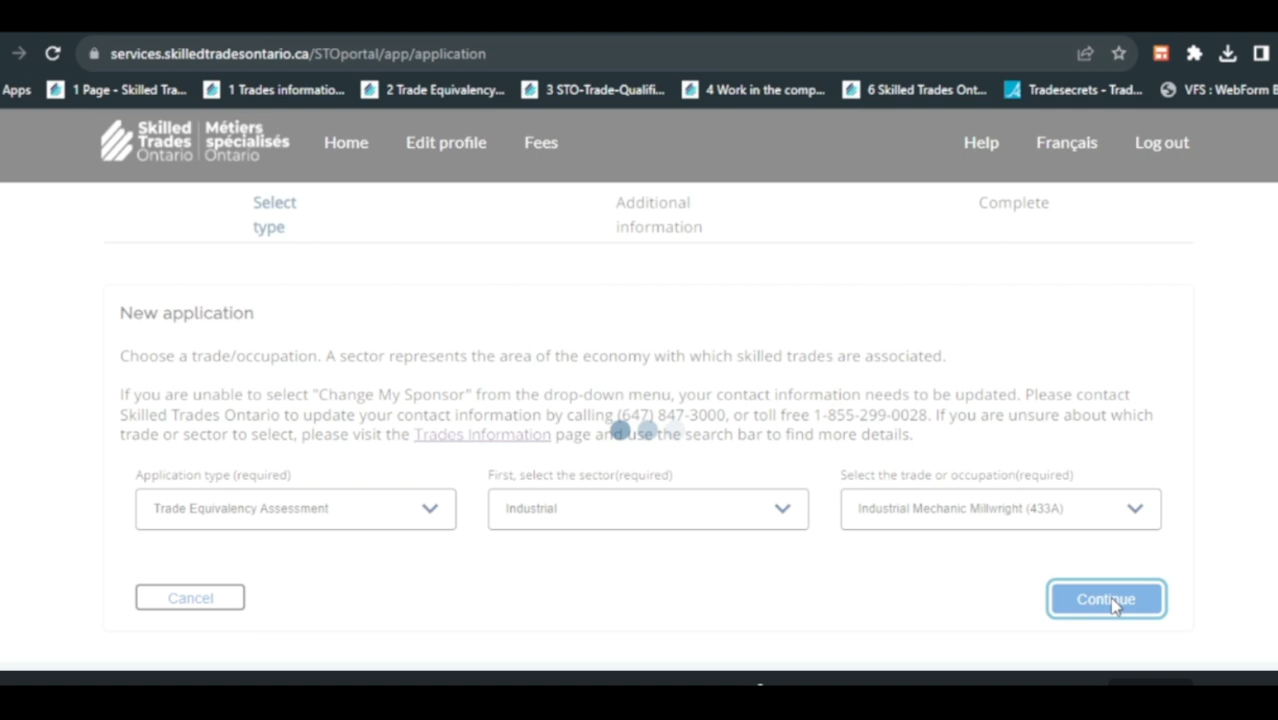 services.skilledtradesontario.ca/STOportal/app/application
Apps 1 Page - Skilled Tra... 1 Trades informatio... 2 Trade Equivalency... 3 STO-Trade-Qualifi... 4 Work in the comp... 6 Skilled Trades Ont... Tradesecrets - Trad... VFS : WebForm
Skilled Trades Ontario Métiers spécialisés Ontario Home Edit profile Fees Help Français Log out
Select type Additional information Complete
New application
Choose a trade/occupation. A sector represents the area of the economy with which skilled trades are associated.
If you are unable to select "Change My Sponsor" from the drop-down menu, your contact information needs to be updated. Please contact
Skilled Trades Ontario to update your contact information by calling (647) 847-3000, or toll free 1-855-299-0028. If you are unsure about which
trade or sector to select, please visit the Trades Information page and use the search bar to find more details.
Application type (required) First, select the sector(required) Select the trade or occupation(required)
Trade Equivalency Assessment Industrial Industrial Mechanic Millwright (433A)
Cancel Continue